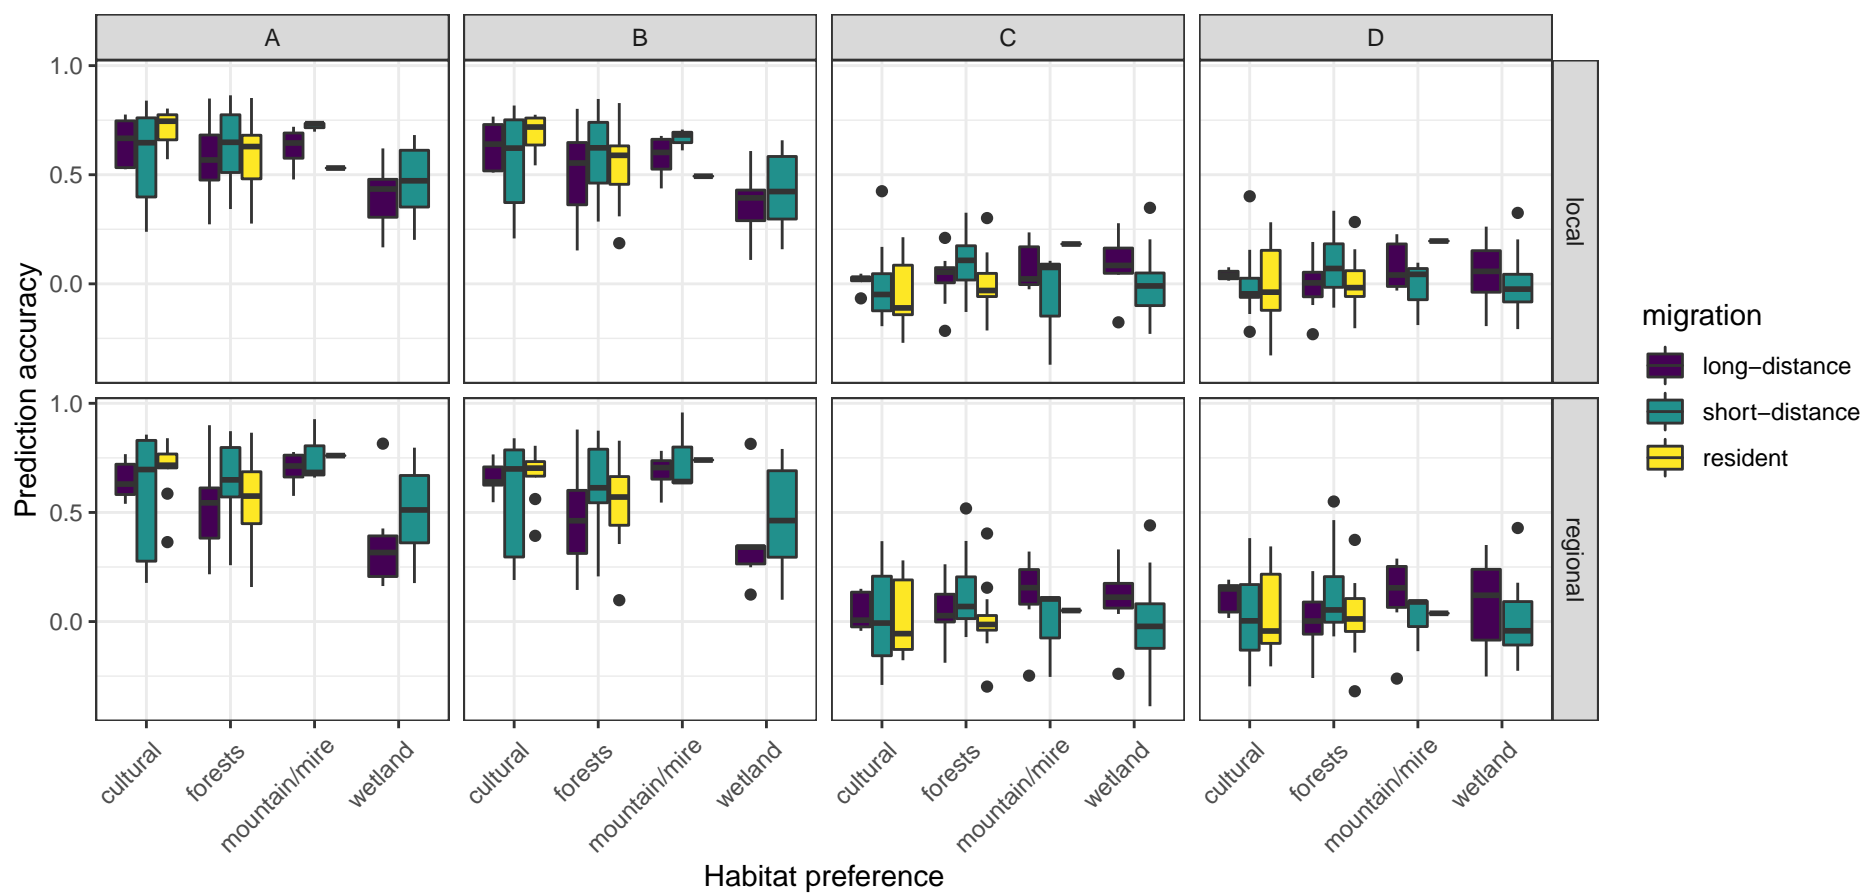 A B C D
1.0
0.5
0.0
local
1.0
0.5
0.0
regional
Prediction accuracy
cultural forests mountain/mire wetland cultural forests mountain/mire wetland cultural forests mountain/mire wetland cultural forests mountain/mire wetland
Habitat preference
migration
long−distance
short−distance
resident